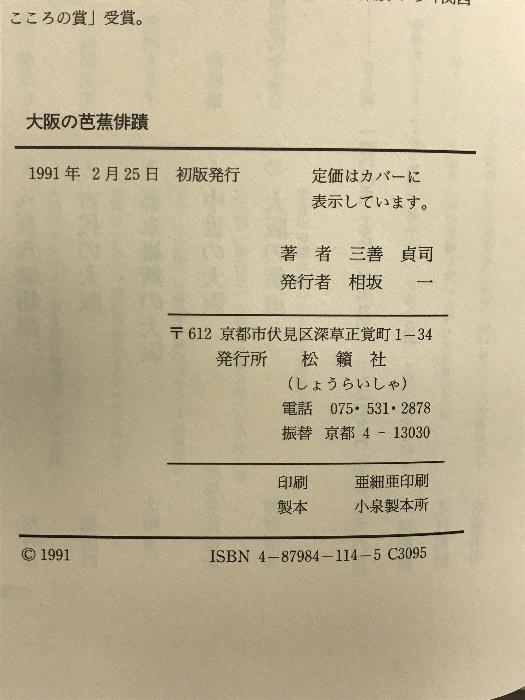 関西
こころの賞」受賞。
大阪の芭蕉俳蹟
1991年 2月25日 初版発行
定価はカバーに
表示しています。
著 者 三善 貞司
発行者 相坂 一
〒612 京都市伏見区深草正覚町1-34
発行所 松籟社
(しょうらいしゃ)
電話 075・531・2878
振替 京都 4-13030
印刷 亜細亜印刷
製本 小泉製本所
© 1991
ISBN 4-87984-114-5 C3095